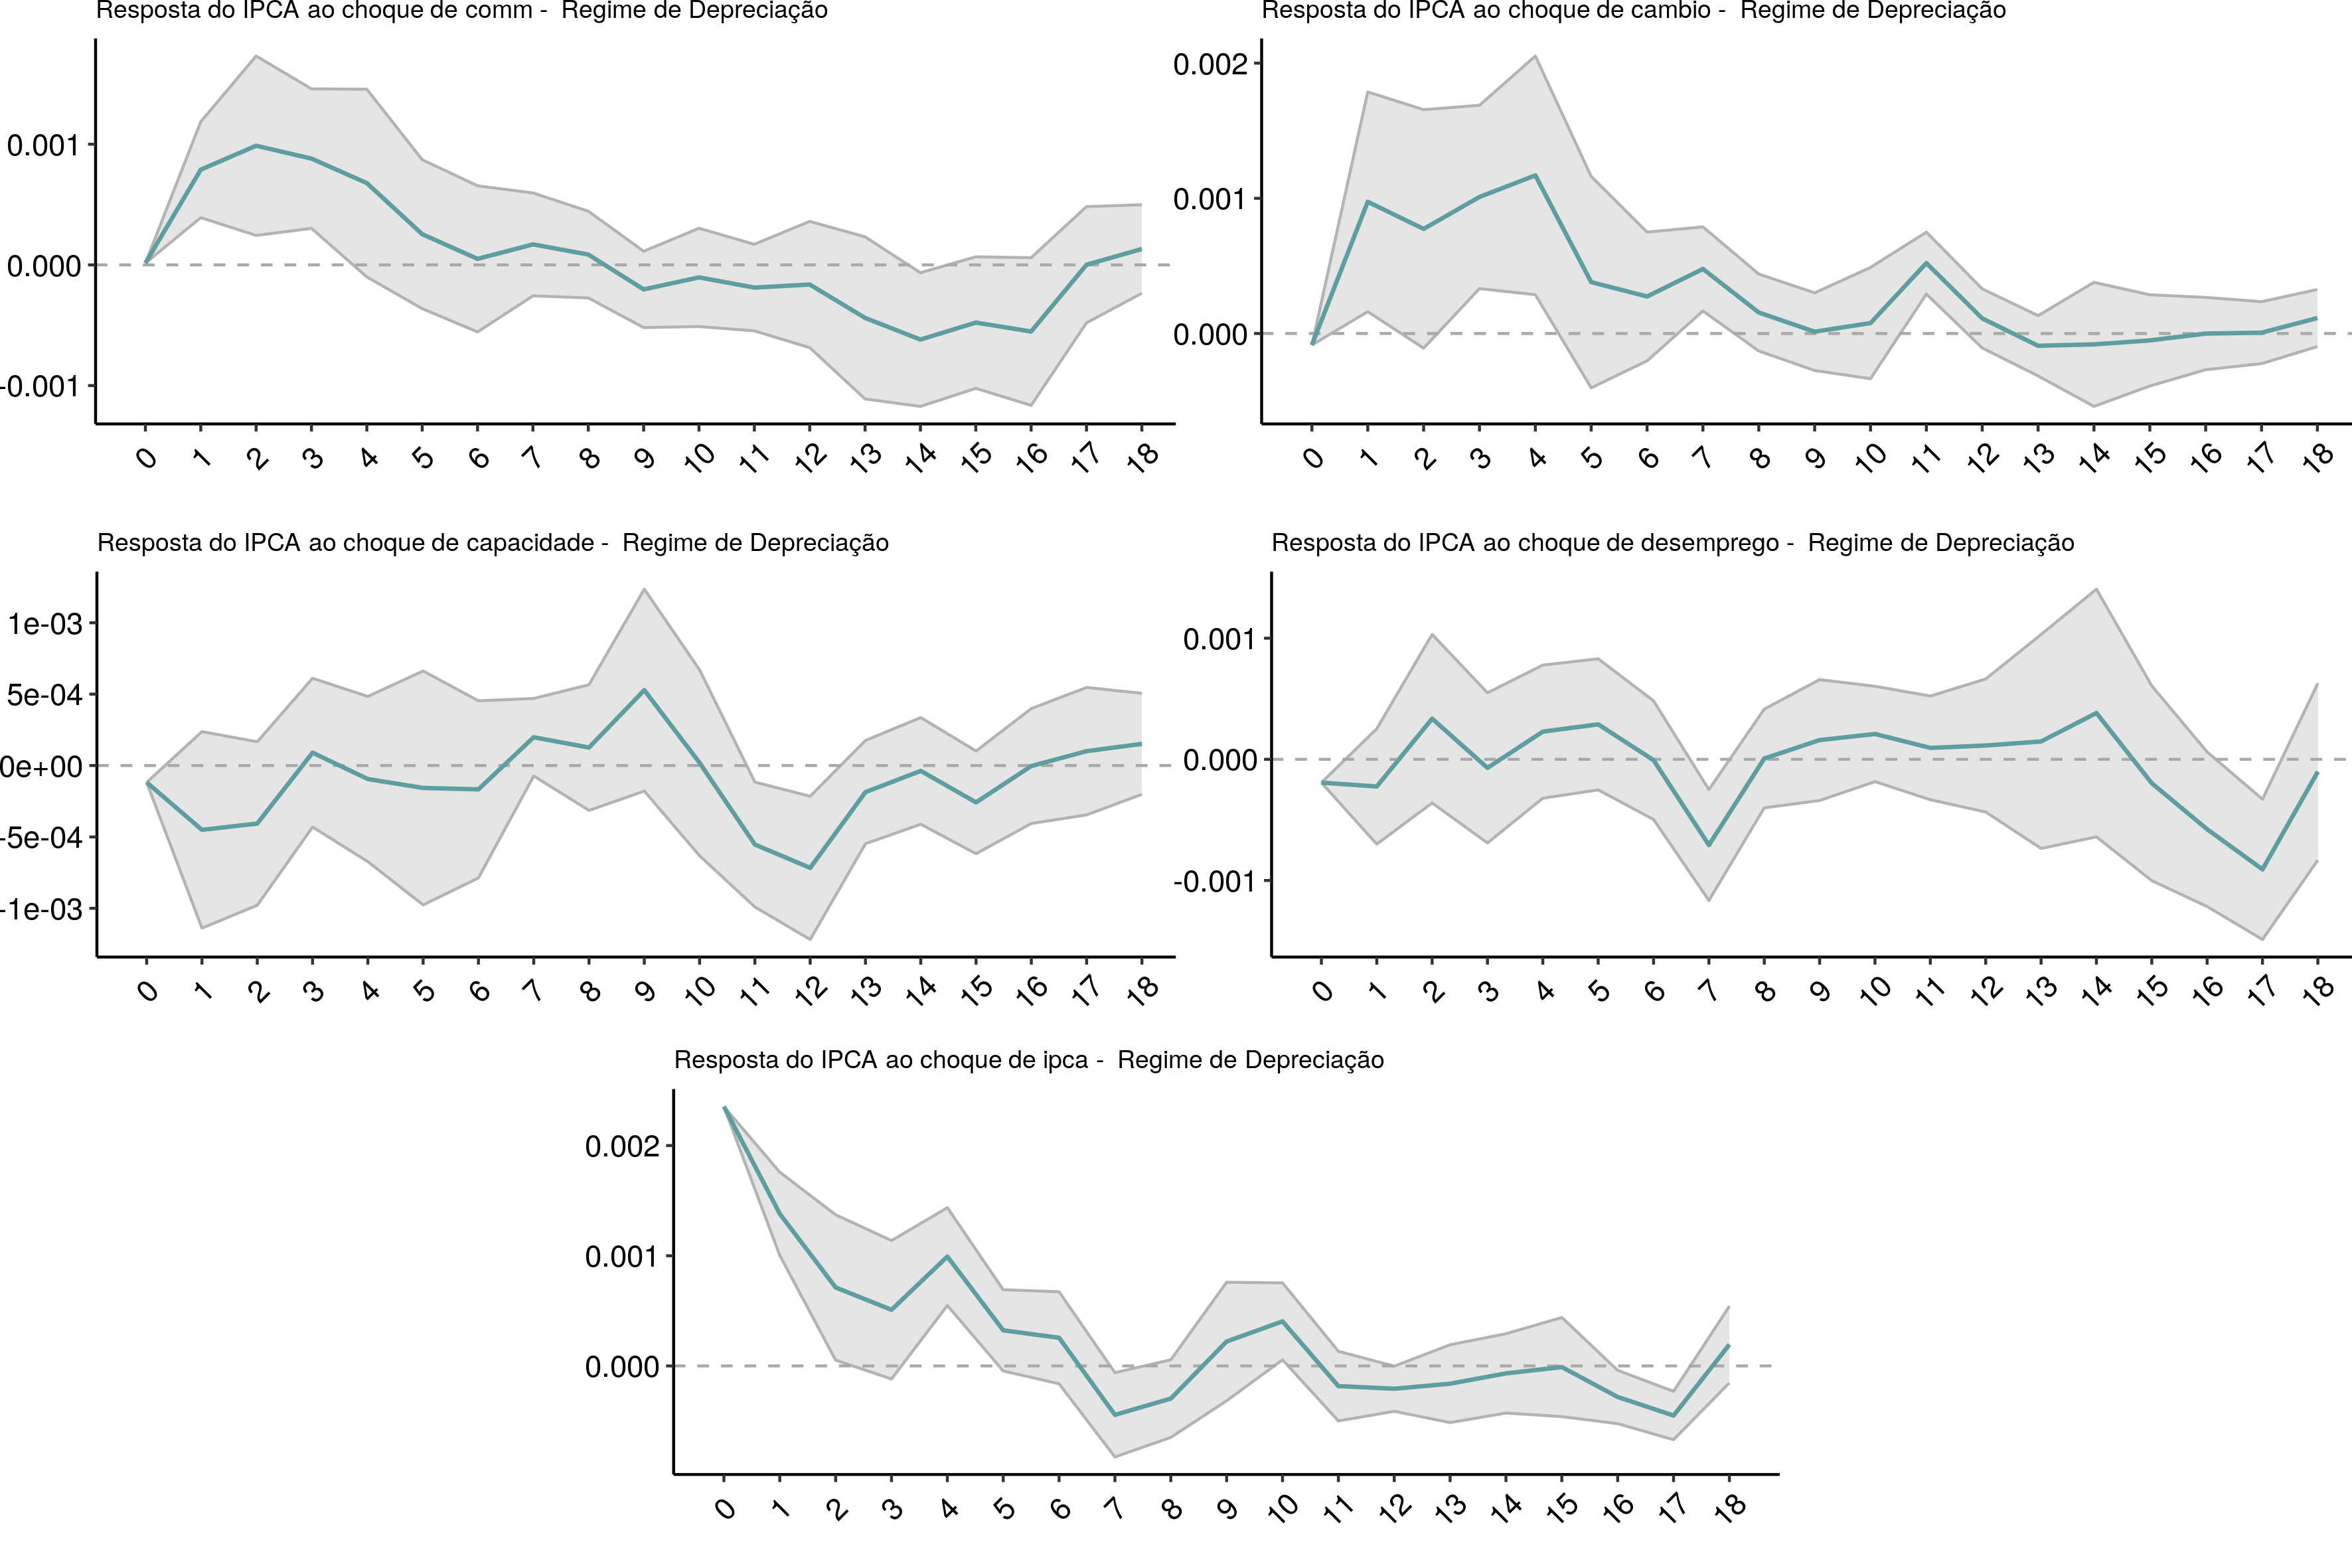 Resposta do IPCA ao choque de comm -  Regime de Depreciação
0.001
0.000
-0.001
0 1 2 3 4 5 6 7 8 9 10 11 12 13 14 15 16 17 18
Resposta do IPCA ao choque de cambio -  Regime de Depreciação
0.002
0.001
0.000
0 1 2 3 4 5 6 7 8 9 10 11 12 13 14 15 16 17 18
Resposta do IPCA ao choque de capacidade -  Regime de Depreciação
1e-03
5e-04
0e+00
-5e-04
-1e-03
0 1 2 3 4 5 6 7 8 9 10 11 12 13 14 15 16 17 18
Resposta do IPCA ao choque de desemprego -  Regime de Depreciação
0.001
0.000
-0.001
0 1 2 3 4 5 6 7 8 9 10 11 12 13 14 15 16 17 18
Resposta do IPCA ao choque de ipca -  Regime de Depreciação
0.002
0.001
0.000
0 1 2 3 4 5 6 7 8 9 10 11 12 13 14 15 16 17 18